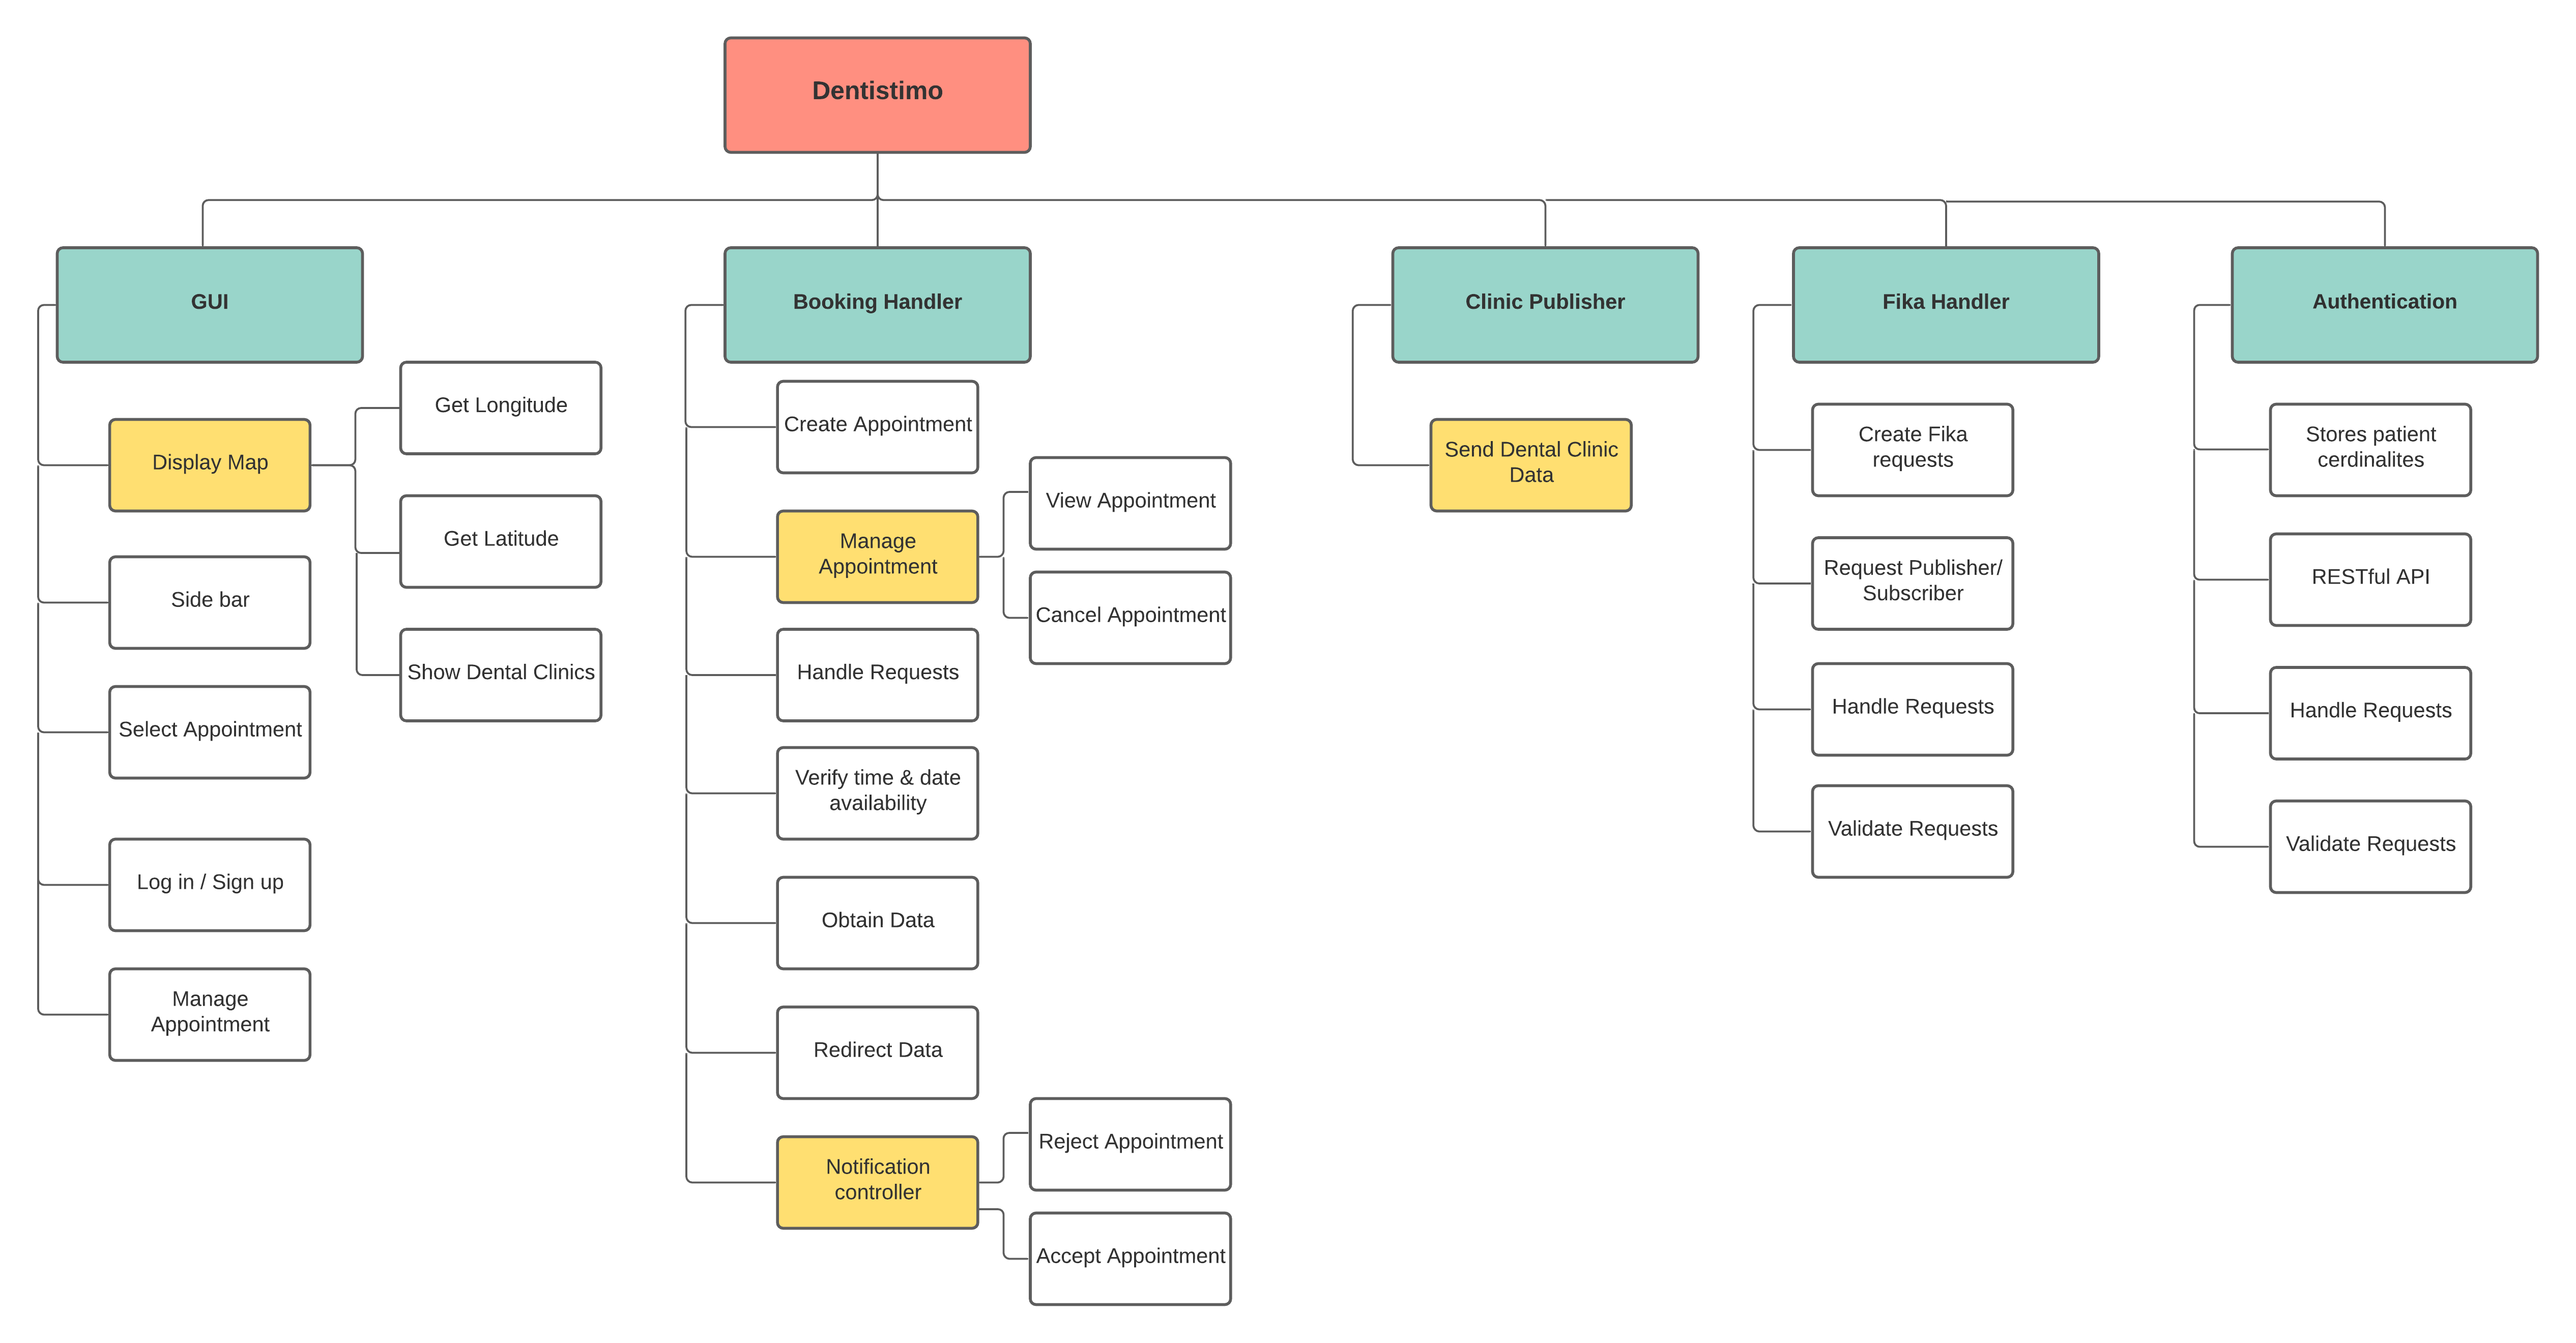 Dentistimo
GUI
Display Map
Get Longitude
Get Latitude
Show Dental Clinics
Side bar
Select Appointment
Log in / Sign up
Manage
Appointment
Booking Handler
Create Appointment
Manage
Appointment
View Appointment
Cancel Appointment
Handle Requests
Verify time & date
availability
Obtain Data
Redirect Data
Notification
controller
Reject Appointment
Accept Appointment
Clinic Publisher
Send Dental Clinic
Data
Fika Handler
Create Fika
requests
Request Publisher/
Subscriber
Handle Requests
Validate Requests
Authentication
Stores patient
cerdinalites
RESTful API
Handle Requests
Validate Requests